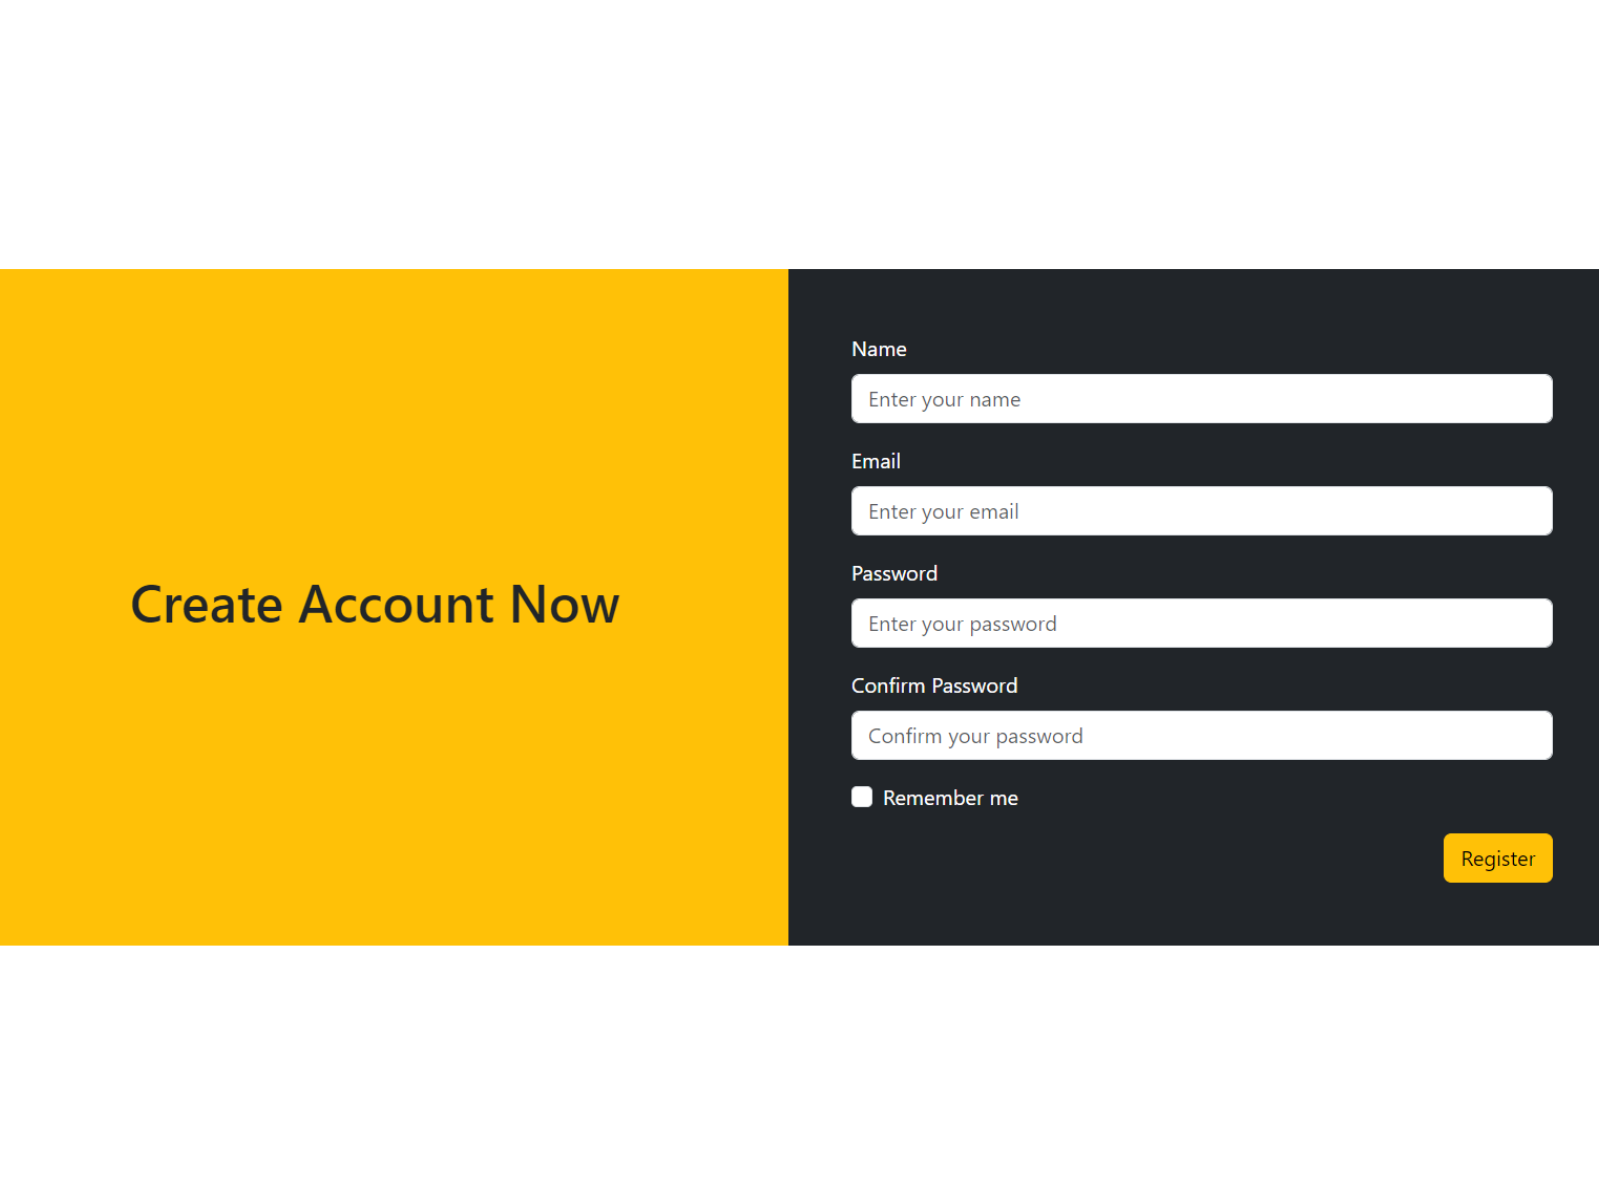 Create Account Now
Name
Enter your name
Email
Enter your email
Password
Enter your password
Confirm Password
Confirm your password
Remember me
Register